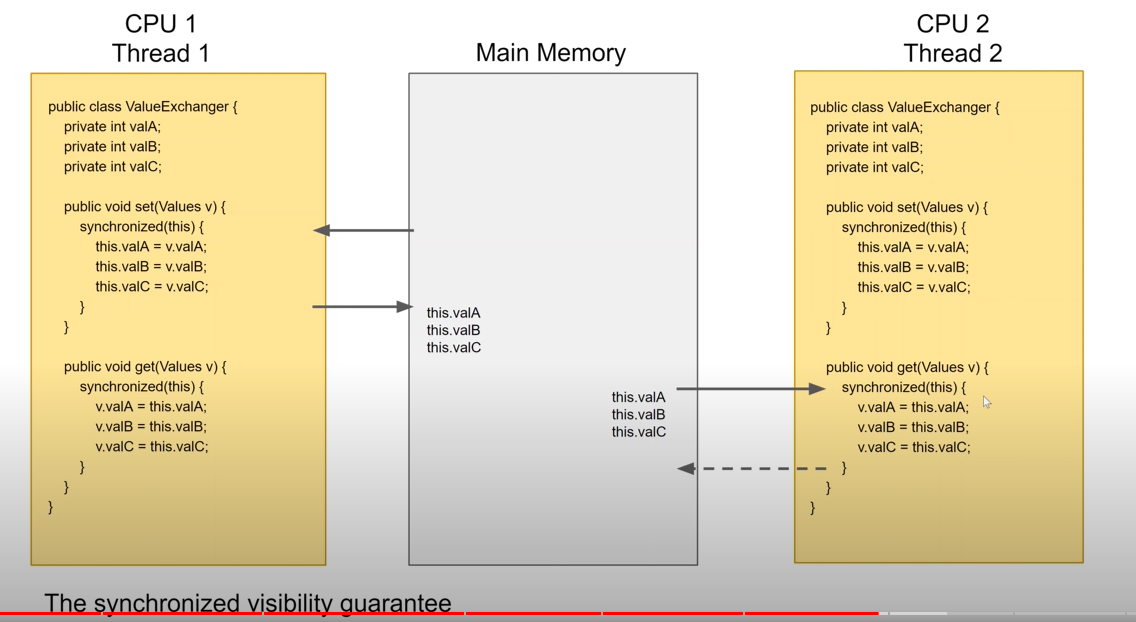 CPU 1
Thread 1
public class ValueExchanger {
private int valA;
private int valB;
private int valC;
public void set(Values v) {
synchronized(this) {
this.valA = v.valA;
this.valB = v.valB;
this.valC = v.valC;
}
}
public void get(Values v) {
synchronized(this) {
v.valA = this.valA;
v.valB = this.valB;
v.valC = this.valC;
}
}
}
Main Memory
this.valA
this.valB
this.valC
this.valA
this.valB
this.valC
CPU 2
Thread 2
public class ValueExchanger {
private int valA;
private int valB;
private int valC;
public void set(Values v) {
synchronized(this) {
this.valA = v.valA;
this.valB = v.valB;
this.valC = v.valC;
}
}
public void get(Values v) {
synchronized(this) {
v.valA = this.valA;
v.valB = this.valB;
v.valC = this.valC;
}
}
}
The synchronized visibility guarantee